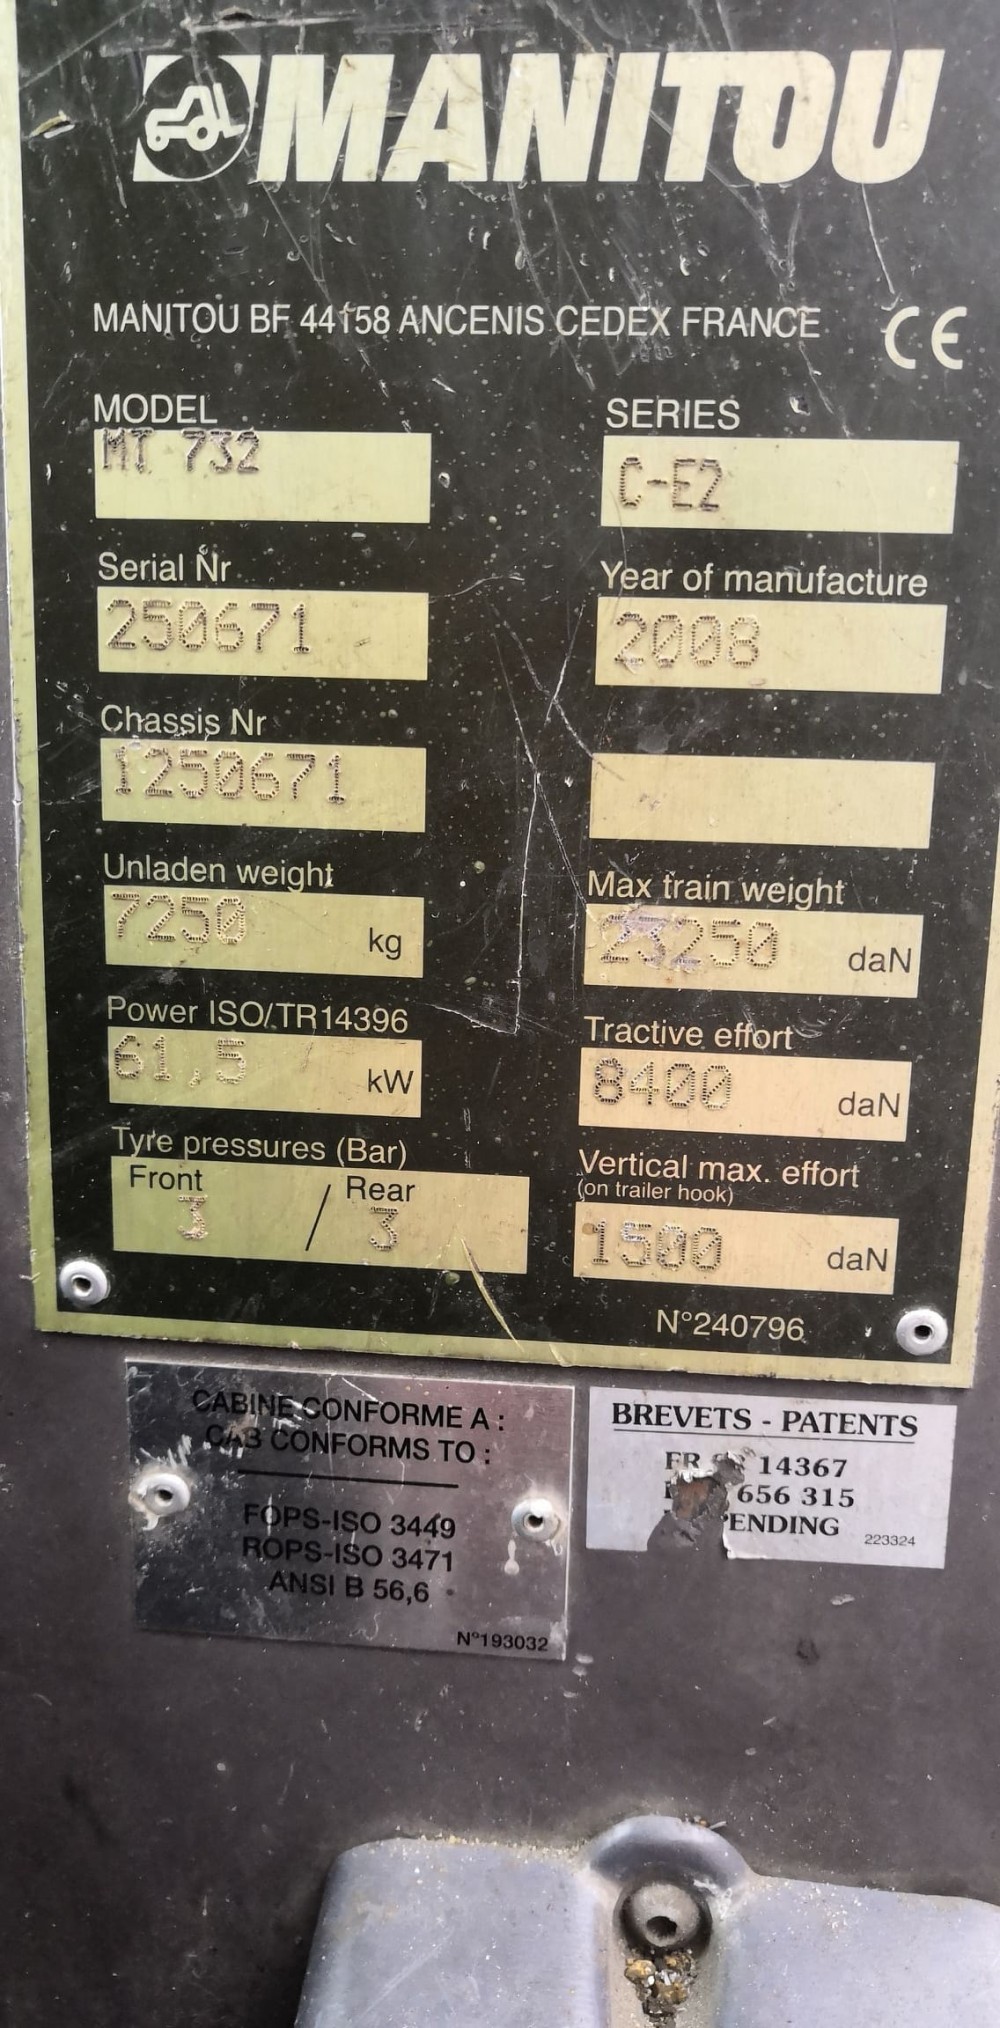 MANITOU
MANITOU BF 44158 ANCENIS CEDEX FRANCE CE
MODEL
MT 732
SERIES
C-E2
Serial Nr
250671
Year of manufacture
2008
Chassis Nr
1250671
Unladen weight
7250 kg
Max train weight
23250 daN
Power ISO/TR14396
61,5 kW
Tractive effort
8400 daN
Tyre pressures (Bar)
Front / Rear
3 3
Vertical max. effort
(on trailer hook)
1500 daN
N°240796
CABINE CONFORME A :
CAB CONFORMS TO :
FOPS-ISO 3449
ROPS-ISO 3471
ANSI B 56,6
N°193032
BREVETS - PATENTS
FR 14367
656 315
PENDING
223324